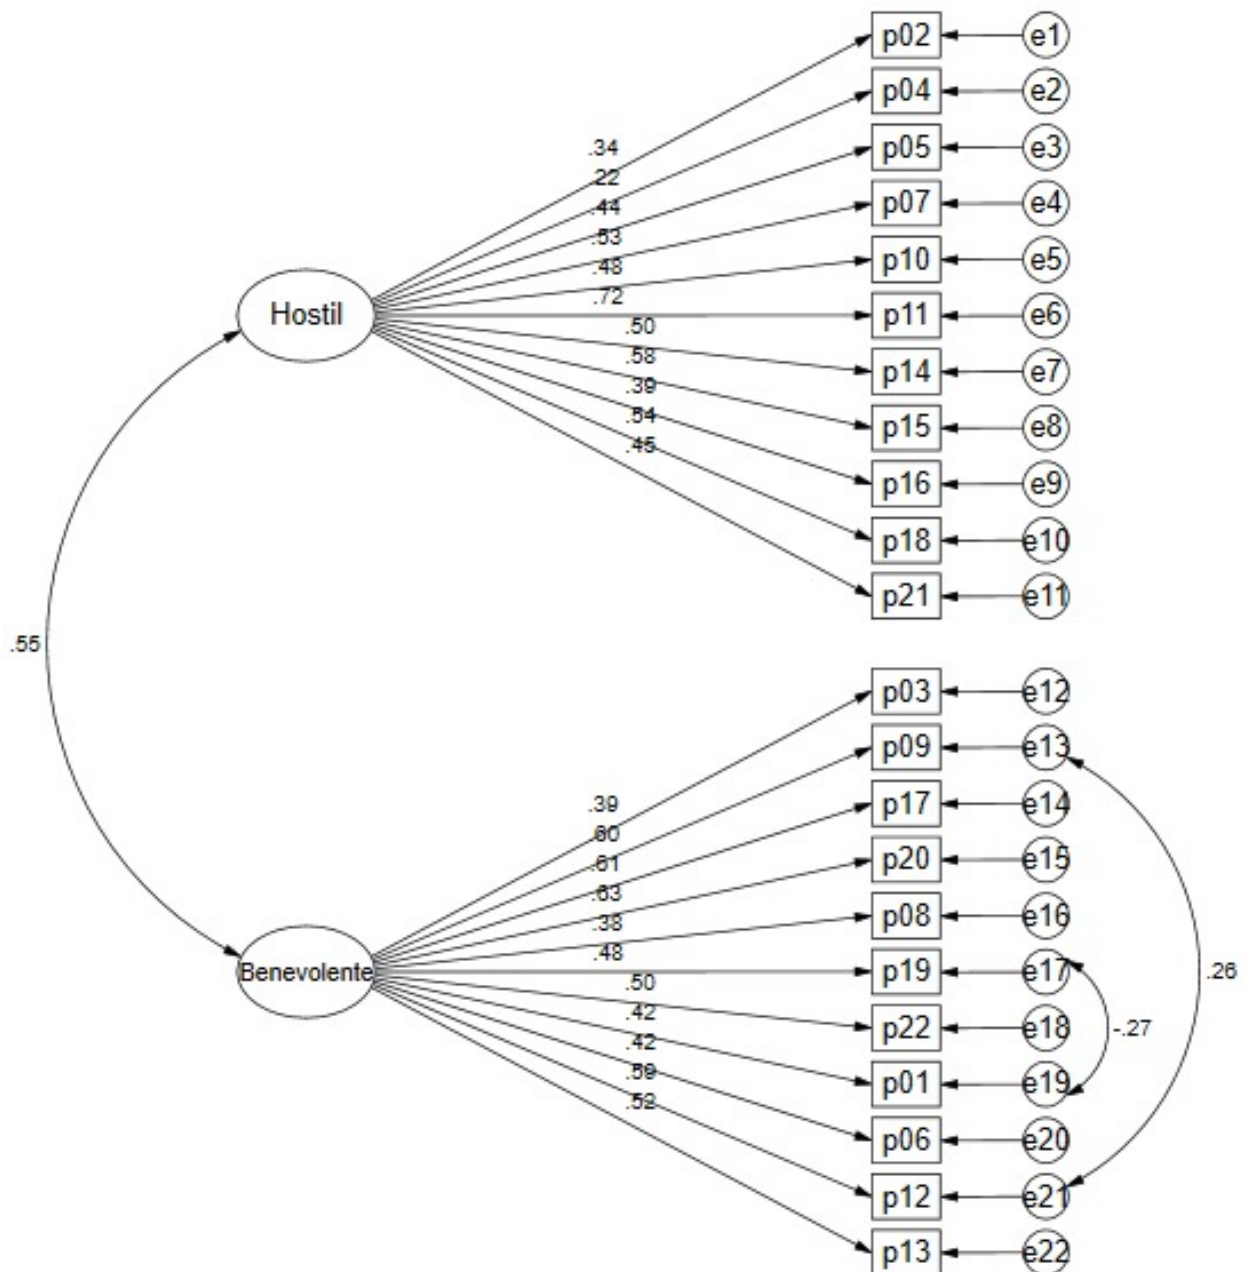 p02 e1
p04 e2
.34 p05 e3
.22
.44 p07 e4
.53
.48 p10 e5
.72
Hostil p11 e6
.50
.58 p14 e7
.39
.54 p15 e8
.45
p16 e9
p18 e10
p21 e11
.55
p03 e12
p09 e13
.39 p17 e14
.60
.61 p20 e15
.63
.38 p08 e16
.48
Benevolente p19 e17 .26
.50
.42 p22 e18 -.27
.42
.59 p01 e19
.52
p06 e20
p12 e21
p13 e22